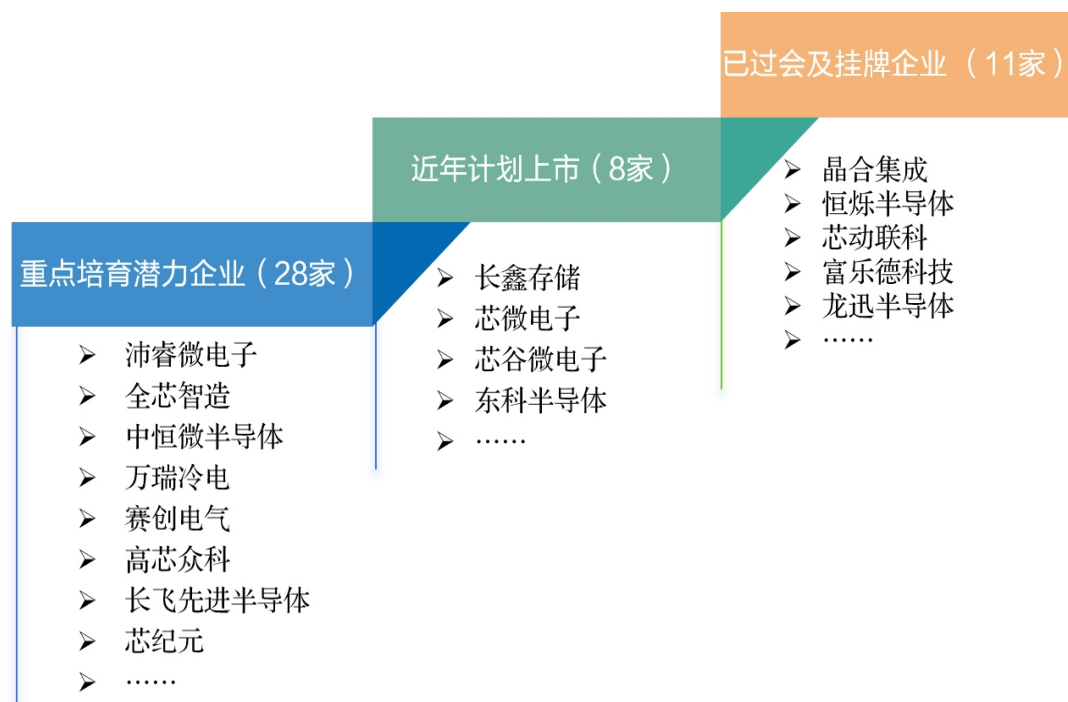 已过会及挂牌企业（11家）
晶合集成
恒烁半导体
芯动联科
富乐德科技
龙迅半导体
……
近年计划上市（8家）
长鑫存储
芯微电子
芯谷微电子
东科半导体
……
重点培育潜力企业（28家）
沛睿微电子
全芯智造
中恒微半导体
万瑞冷电
赛创电气
高芯众科
长飞先进半导体
芯纪元
……